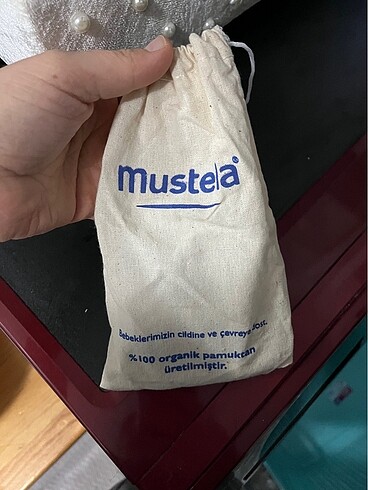 mustela®
Bebeklerimizin cildine ve çevreye dost.
%100 organik pamuktan
üretilmiştir.